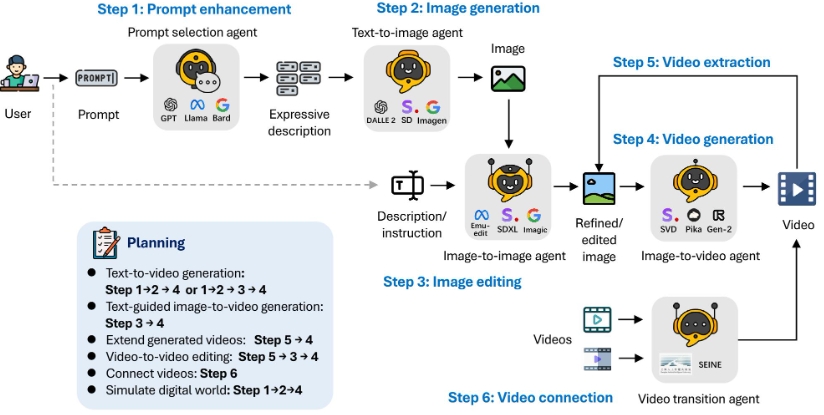 Step 1: Prompt enhancement
Step 2: Image generation
Prompt selection agent
Text-to-image agent
Image
Step 5: Video extraction
PROMPT
GPT Llama Bard
DALLE 2 SD Imagen
User
Prompt
Expressive
description
Step 4: Video generation
T
Description/
instruction
Emu-
edit
SDXL Imagic
Refined/
edited
image
SVD Pika Gen-2
Video
Image-to-image agent
Image-to-video agent
Step 3: Image editing
Planning
Text-to-video generation:
Step 1→2→ 4 or 1→2 → 3 → 4
Text-guided image-to-video generation:
Step 3 → 4
Extend generated videos: Step 5 → 4
Video-to-video editing: Step 5 → 3 → 4
Connect videos: Step 6
Simulate digital world: Step 1→2→4
Videos
SEINE
Step 6: Video connection
Video transition agent